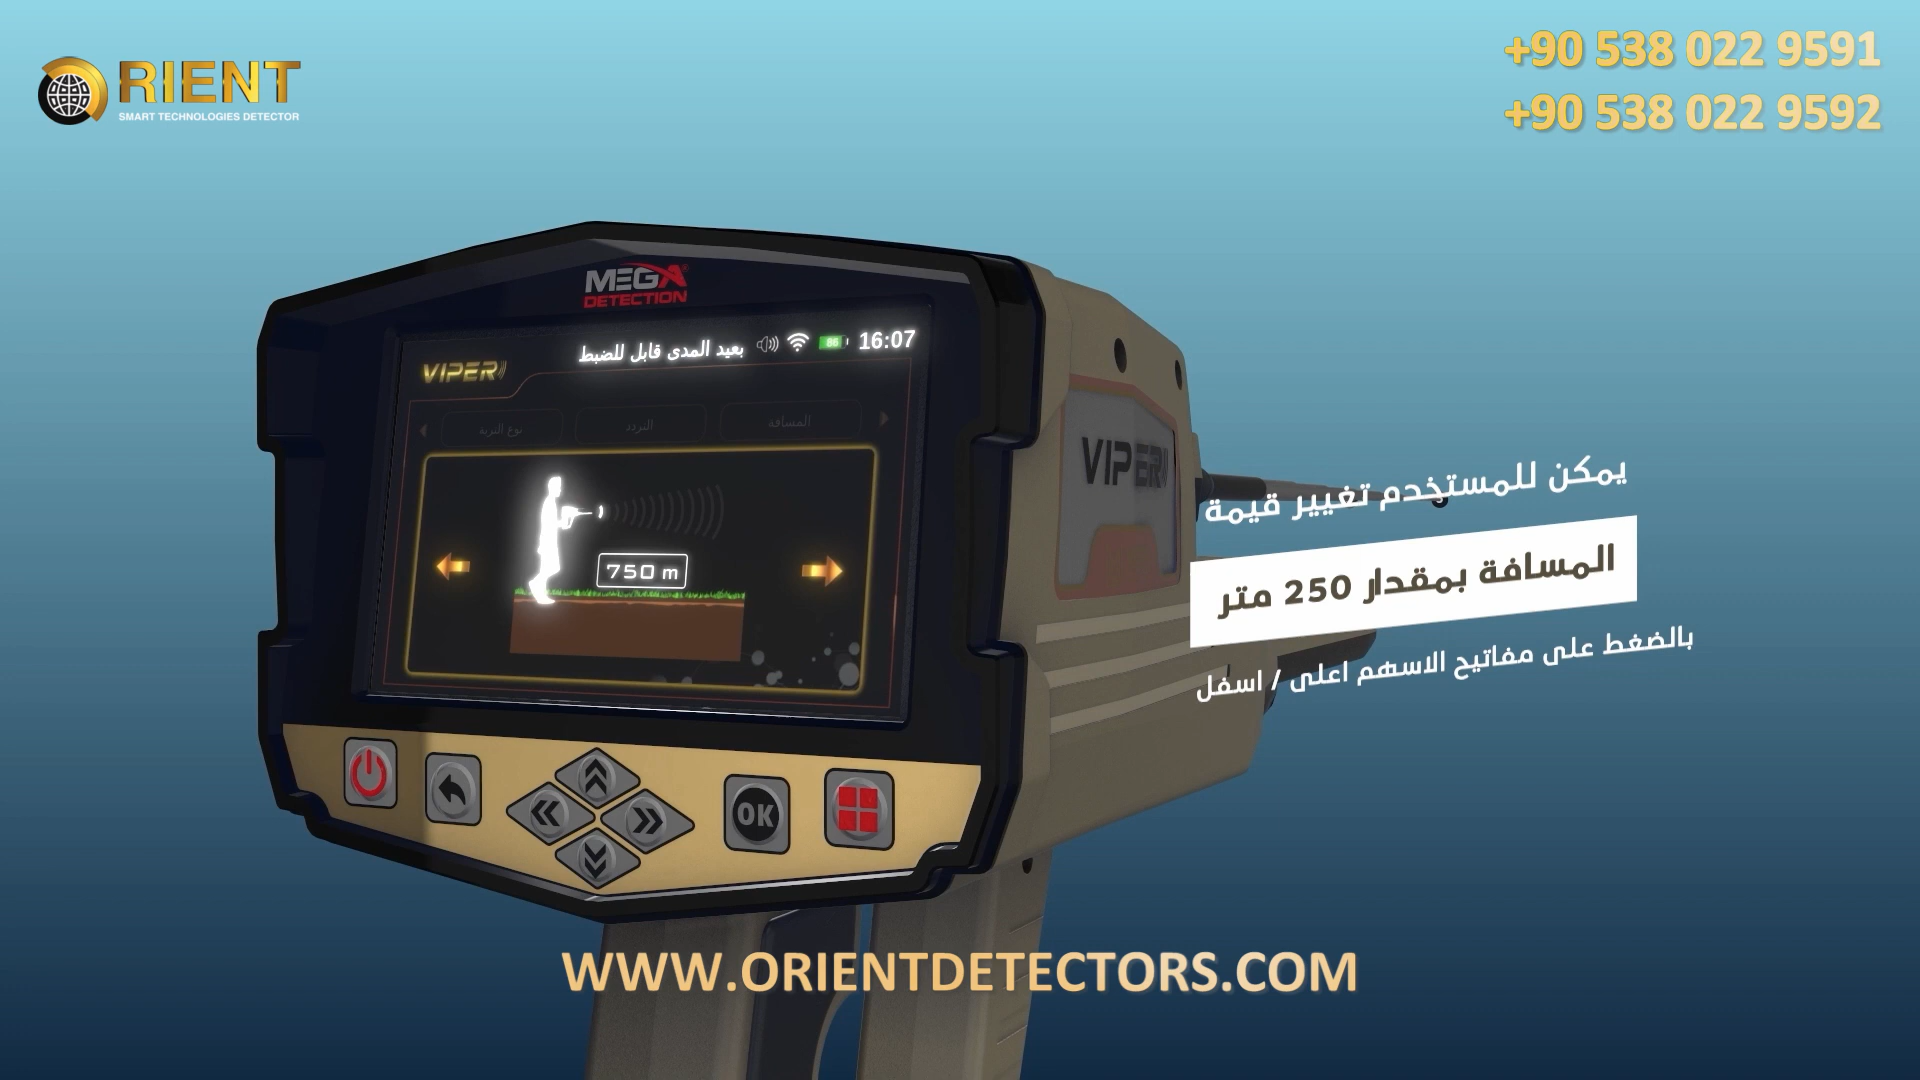 RIENT
SMART TECHNOLOGIES DETECTOR
+90 538 022 9591
+90 538 022 9592
MEGA
DETECTION
VIPER
بعيد المدى قابل للضبط
86
16:07
المسافة
التردد
نوع التربة
750 m
VIPER
يمكن للمستخدم تغيير قيمة
المسافة بمقدار 250 متر
بالضغط على مفاتيح الاسهم اعلى / اسفل
OK
WWW.ORIENTDETECTORS.COM